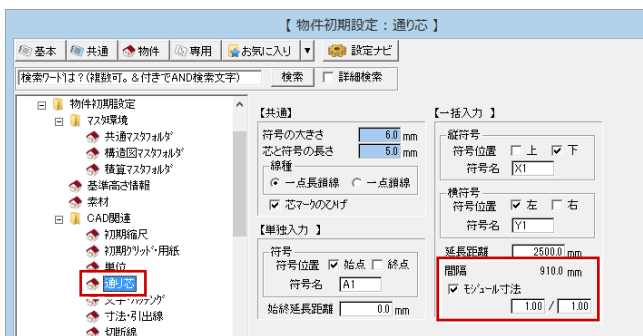 【 物件初期設定：通り芯 】
基本 共通 物件 専用 お気に入り ▼ 設定ナビ
検索ワードは？(複数可。＆付きでAND検索文字) 検索 詳細検索
物件初期設定
マスタ環境
共通マスタフォルダ
構造図マスタフォルダ
積算マスタフォルダ
基準高さ情報
素材
CAD関連
初期縮尺
初期グリッド・用紙
単位
通り芯
文字・ハッチング
寸法・引出線
切断線
【共通】
符号の大きさ 6.0 mm
芯と符号の長さ 5.0 mm
線種
一点長鎖線 一点鎖線
芯マークのひげ
【単独入力 】
符号
符号位置 始点 終点
符号名 A1
始終延長距離 0.0 mm
【一括入力 】
縦符号
符号位置 上 下
符号名 X1
横符号
符号位置 左 右
符号名 Y1
延長距離 2500.0 mm
間隔 910.0 mm
モジュール寸法
1.00 / 1.00